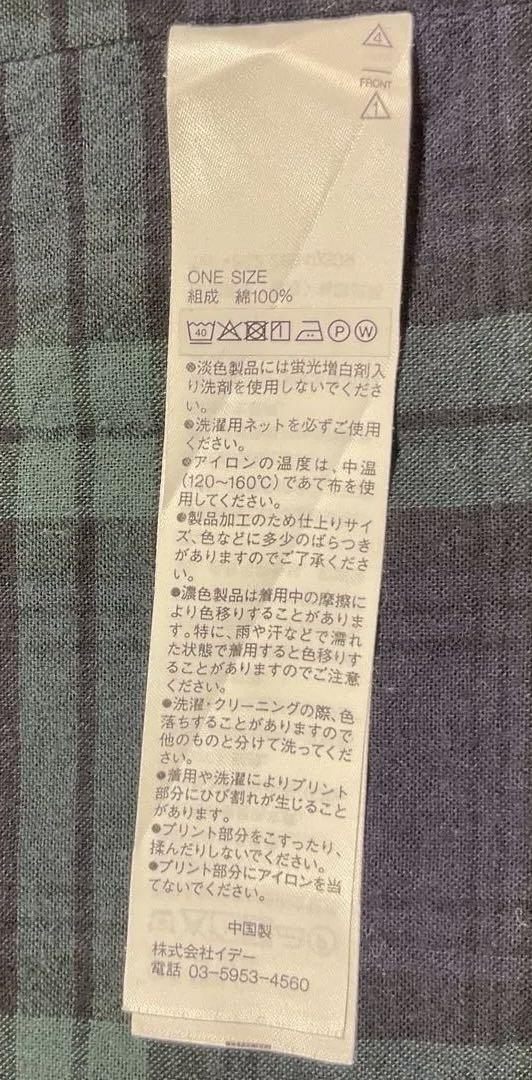 4
FRONT
1
ONE SIZE
組成 綿100%
40 P W
●淡色製品には蛍光増白剤入
り洗剤を使用しないでくださ
い。
●洗濯用ネットを必ずご使用
ください。
●アイロンの温度は、中温
(120～160℃)であて布を使
用してください。
●製品加工のため仕上りサイ
ズ、色などに多少のばらつき
がありますのでご了承くださ
い。
●濃色製品は着用中の摩擦に
より色移りすることがありま
す。特に、雨や汗などで濡れ
た状態で着用すると色移りす
ることがありますのでご注意
ください。
●洗濯・クリーニングの際、色
落ちすることがありますので
他のものと分けて洗ってくだ
さい。
●着用や洗濯によりプリント
部分にひび割れが生じること
があります。
●プリント部分をこすったり、
揉んだりしないでください。
●プリント部分にアイロンを当
てないでください。
中国製
株式会社イデー
電話 03-5953-4560